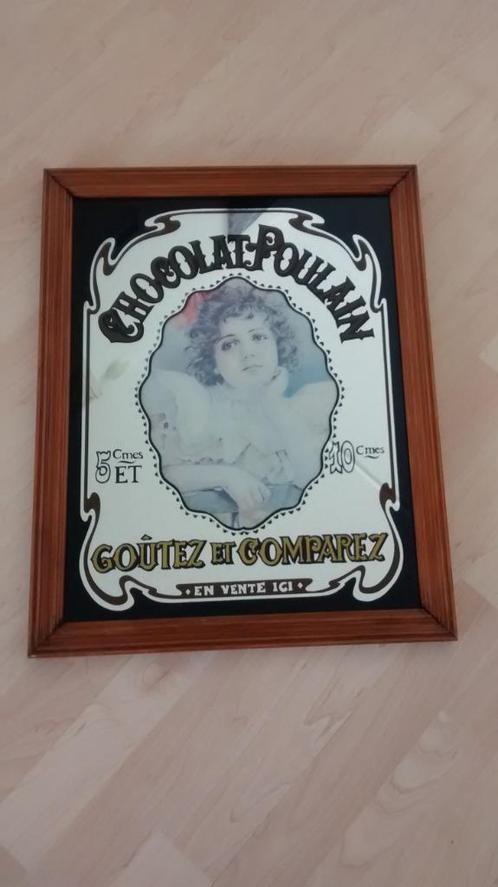 CHOCOLAT-POULAIN
5 Cmes ET
10 Cmes
GOÛTEZ ET COMPAREZ
EN VENTE ICI